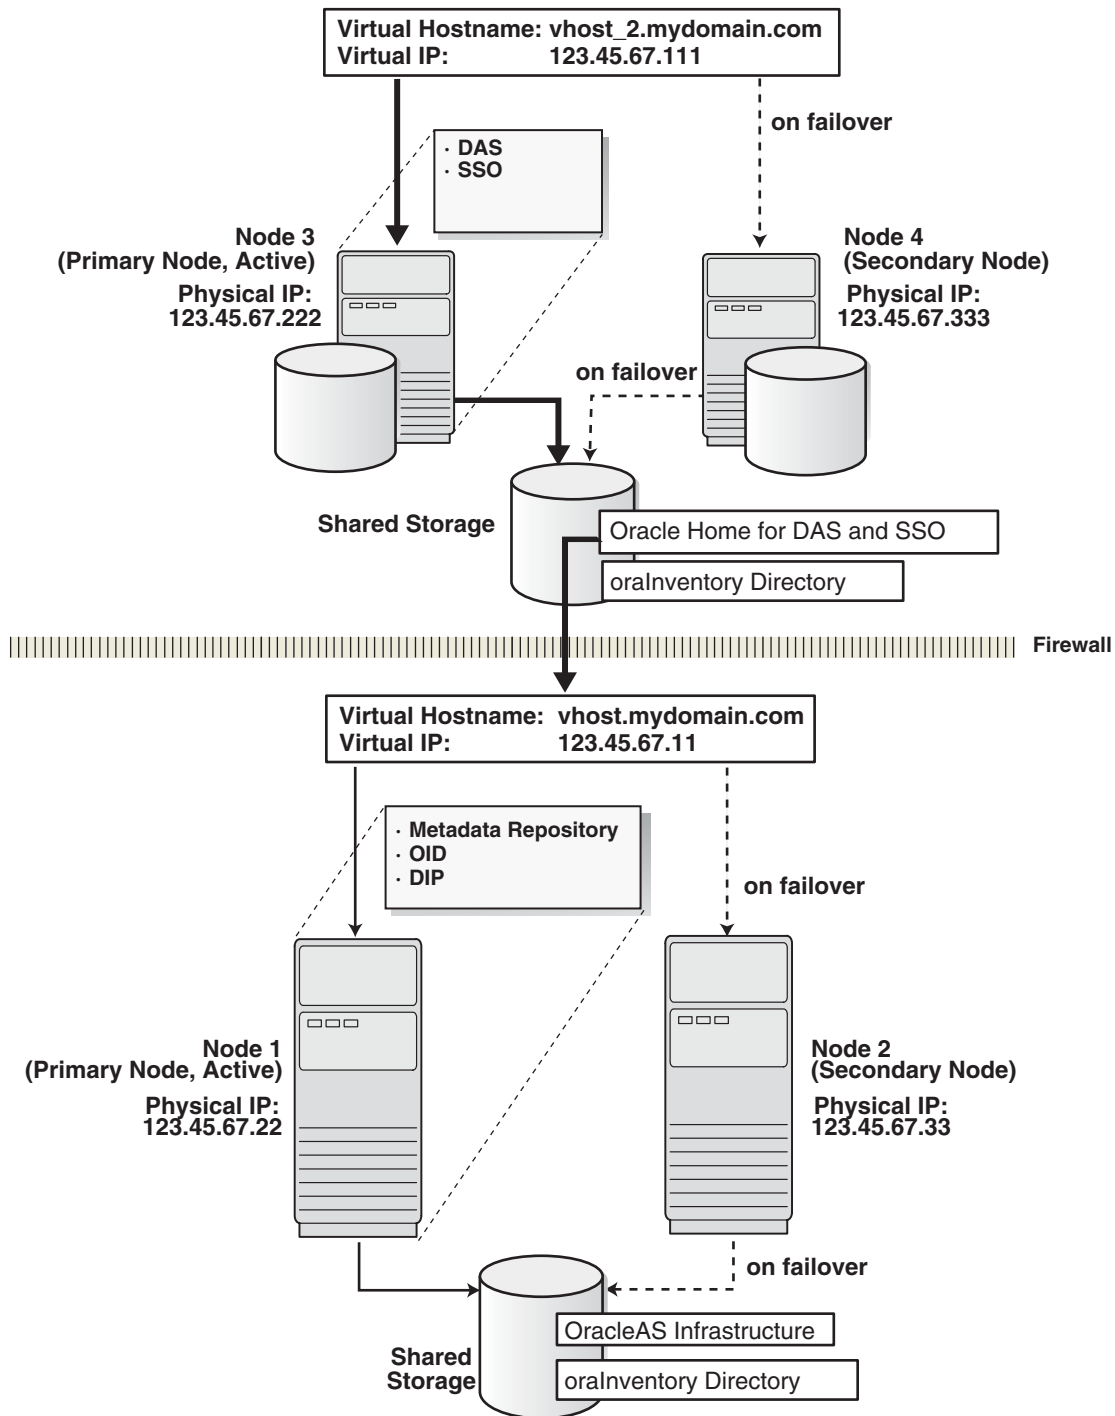 Virtual Hostname: vhost_2.mydomain.com
Virtual IP: 123.45.67.111
on failover
· DAS
· SSO
Node 3
(Primary Node, Active)
Physical IP:
123.45.67.222
Node 4
(Secondary Node)
Physical IP:
123.45.67.333
on failover
Shared Storage
Oracle Home for DAS and SSO
oraInventory Directory
Firewall
Virtual Hostname: vhost.mydomain.com
Virtual IP: 123.45.67.11
· Metadata Repository
· OID
· DIP
on failover
Node 1
(Primary Node, Active)
Physical IP:
123.45.67.22
Node 2
(Secondary Node)
Physical IP:
123.45.67.33
on failover
OracleAS Infrastructure
Shared
Storage
oraInventory Directory